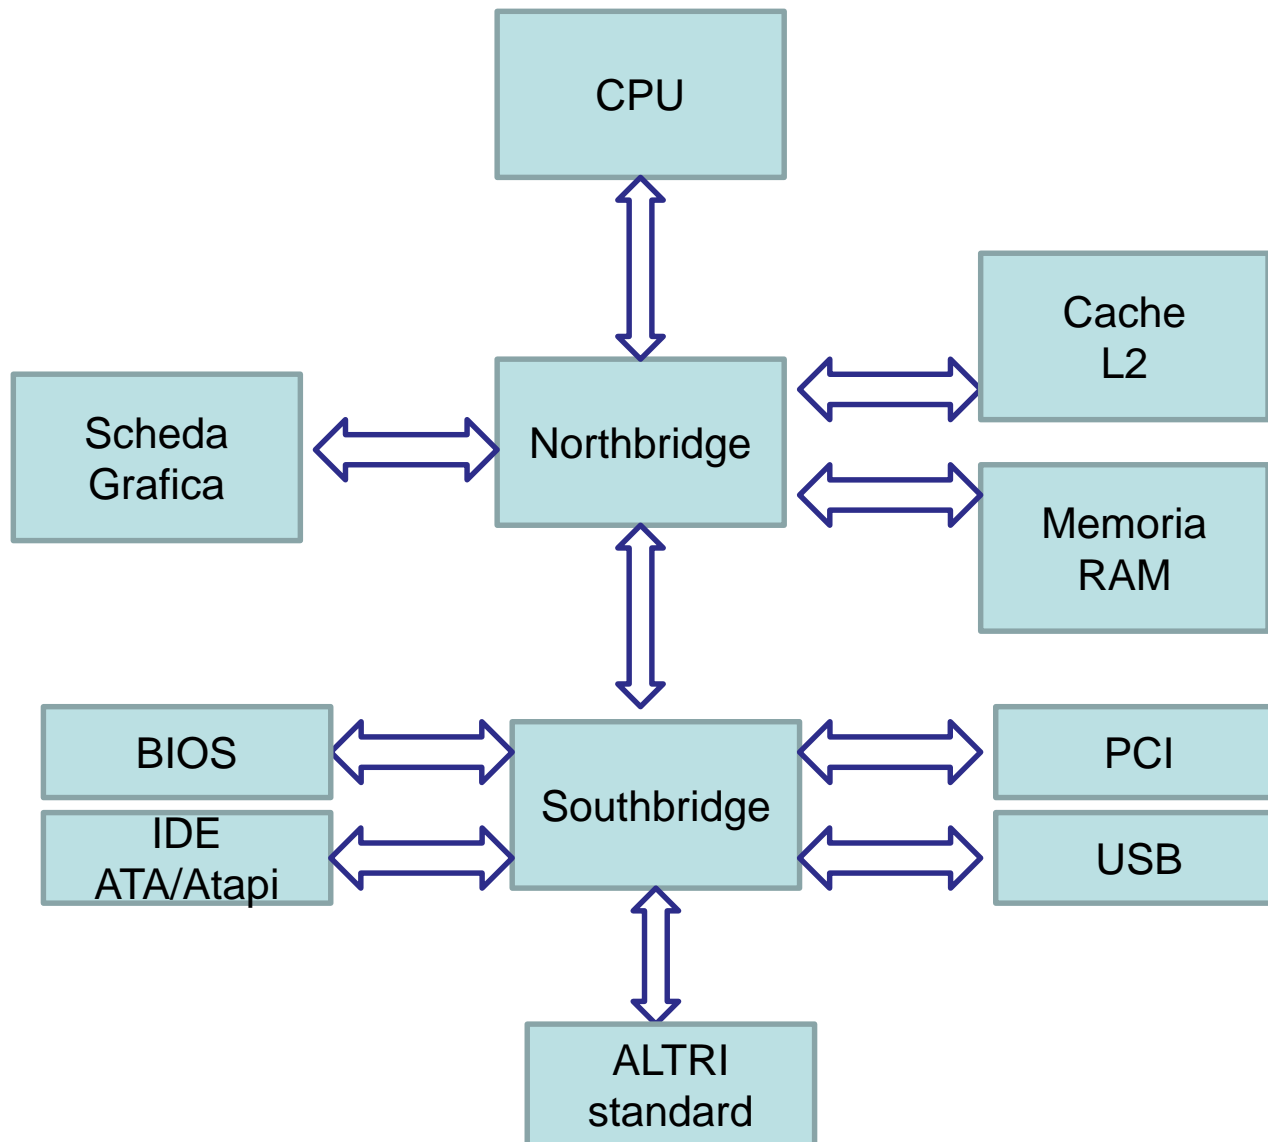 CPU
Cache
L2
Scheda
Grafica
Northbridge
Memoria
RAM
BIOS
PCI
Southbridge
IDE
ATA/Atapi
USB
ALTRI
standard